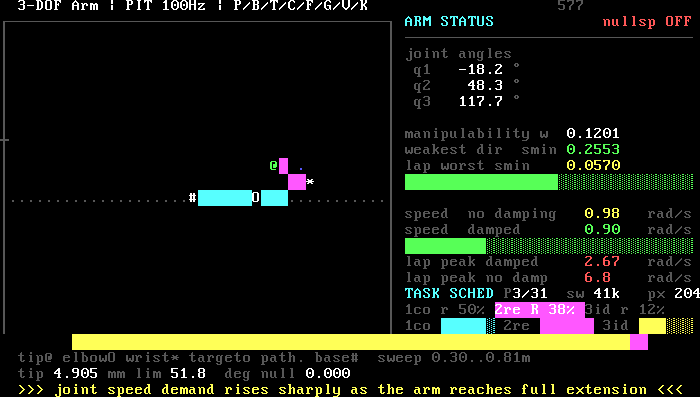 3-DOF Arm | PIT 100Hz | P/B/T/C/F/G/V/K 577
ARM STATUS nullsp OFF
joint angles
q1 -18.2 °
q2 48.3 °
q3 117.7 °
manipulability w 0.1201
weakest dir smin 0.2553
lap worst smin 0.0570
@ .
*
# O
speed no damping 0.98 rad/s
speed damped 0.90 rad/s
lap peak damped 2.67 rad/s
lap peak no damp 6.8 rad/s
TASK SCHED P3/31 sw 41k px 204
1co r 50% 2re R 38% 3id r 12%
1co 2re 3id
tip@ elbowO wrist* targeto path. base# sweep 0.30..0.81m
tip 4.905 mm lim 51.8 deg null 0.000
>>> joint speed demand rises sharply as the arm reaches full extension <<<